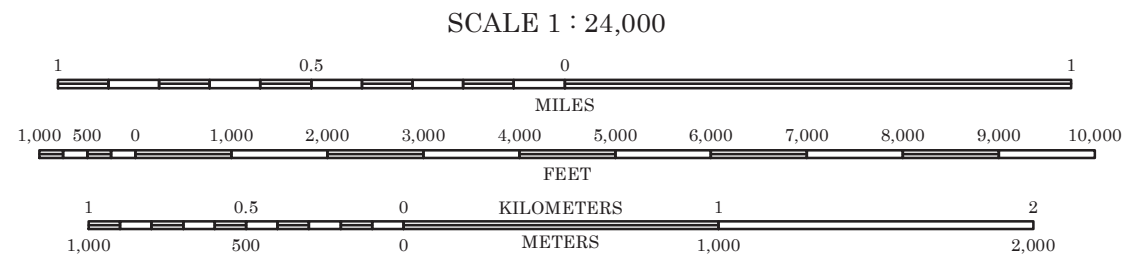 SCALE 1 : 24,000
1 0.5 0 1
MILES
1,000 500 0 1,000 2,000 3,000 4,000 5,000 6,000 7,000 8,000 9,000 10,000
FEET
1 0.5 0 KILOMETERS 1 2
1,000 500 0 METERS 1,000 2,000